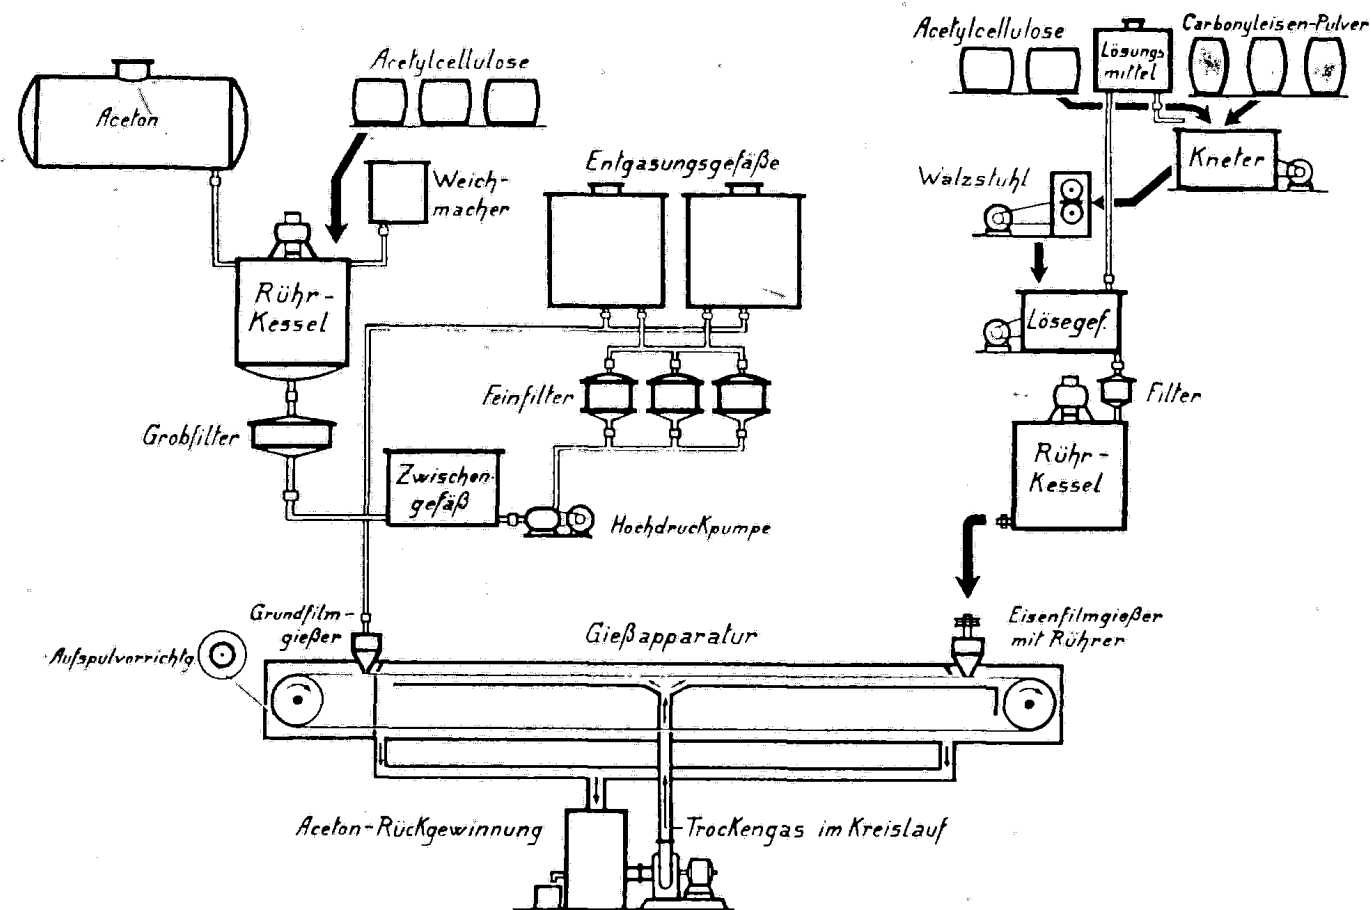 Aceton
Acetylcellulose
Weich-
macher
Rühr-
Kessel
Grobfilter
Entgasungsgefäße
Feinfilter
Zwischen-
gefäß
Hochdruckpumpe
Acetylcellulose
Lösungs
mittel
Carbonyleisen-Pulver
Kneter
Walzstuhl
Lösegef.
Filter
Rühr-
Kessel
Grundfilm-
gießer
Gießapparatur
Eisenfilmgießer
mit Rührer
Aufspulvorrichtg.
Aceton-Rückgewinnung
Trockengas im Kreislauf